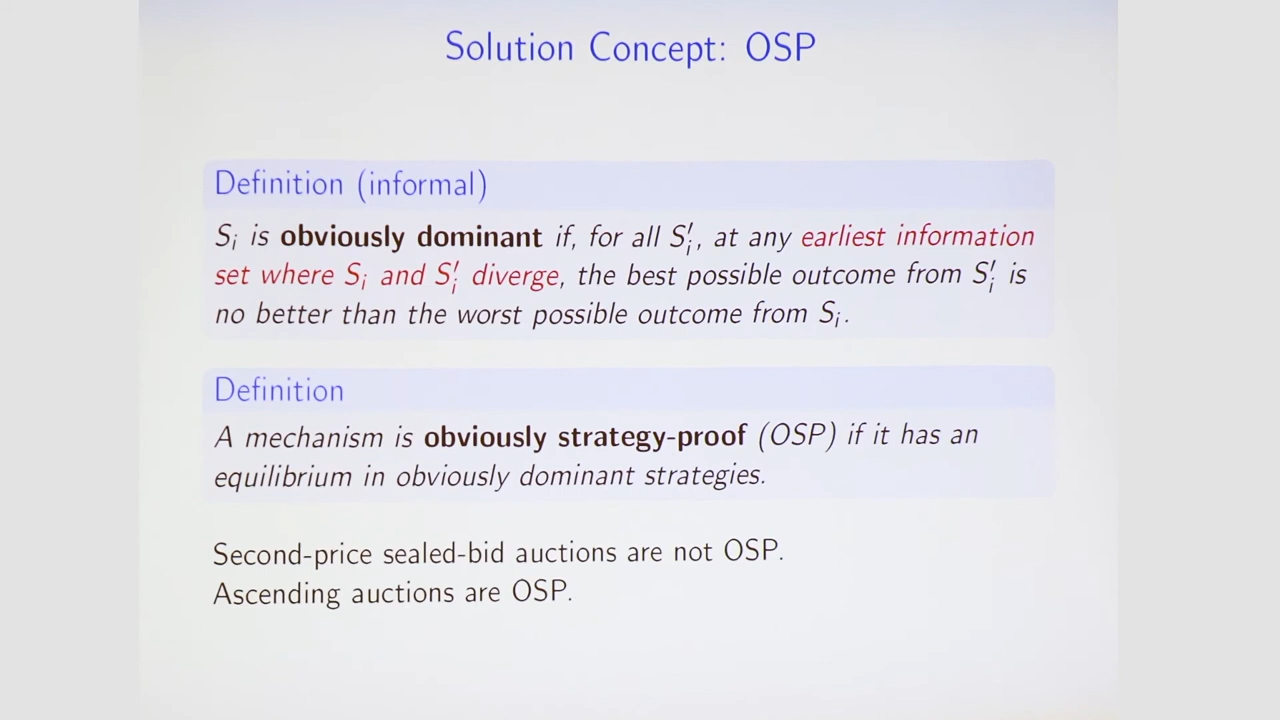 Solution Concept: OSP
Definition (informal)
Sᵢ is obviously dominant if, for all Sᵢ′, at any earliest information
set where Sᵢ and Sᵢ′ diverge, the best possible outcome from Sᵢ′ is
no better than the worst possible outcome from Sᵢ.
Definition
A mechanism is obviously strategy-proof (OSP) if it has an
equilibrium in obviously dominant strategies.
Second-price sealed-bid auctions are not OSP.
Ascending auctions are OSP.